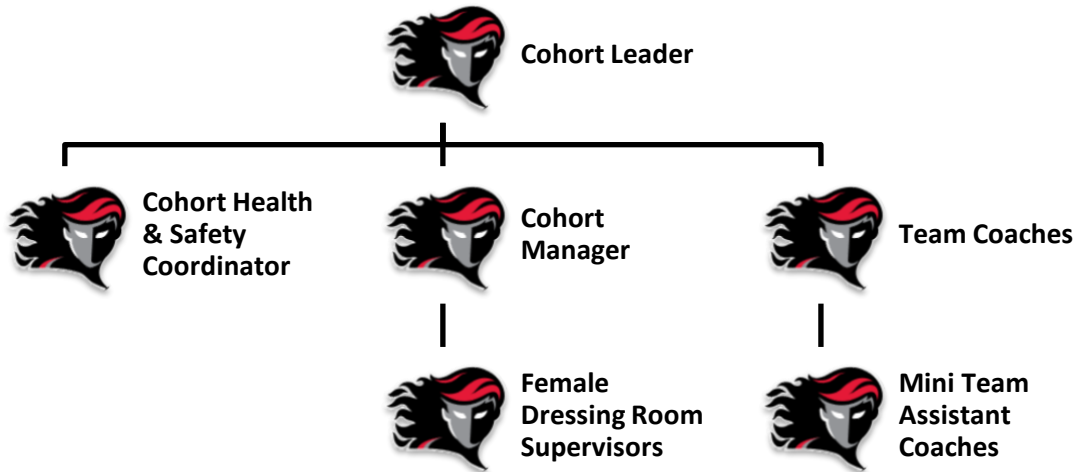 Cohort Leader
Cohort Health
& Safety
Coordinator
Cohort
Manager
Team Coaches
Female
Dressing Room
Supervisors
Mini Team
Assistant
Coaches